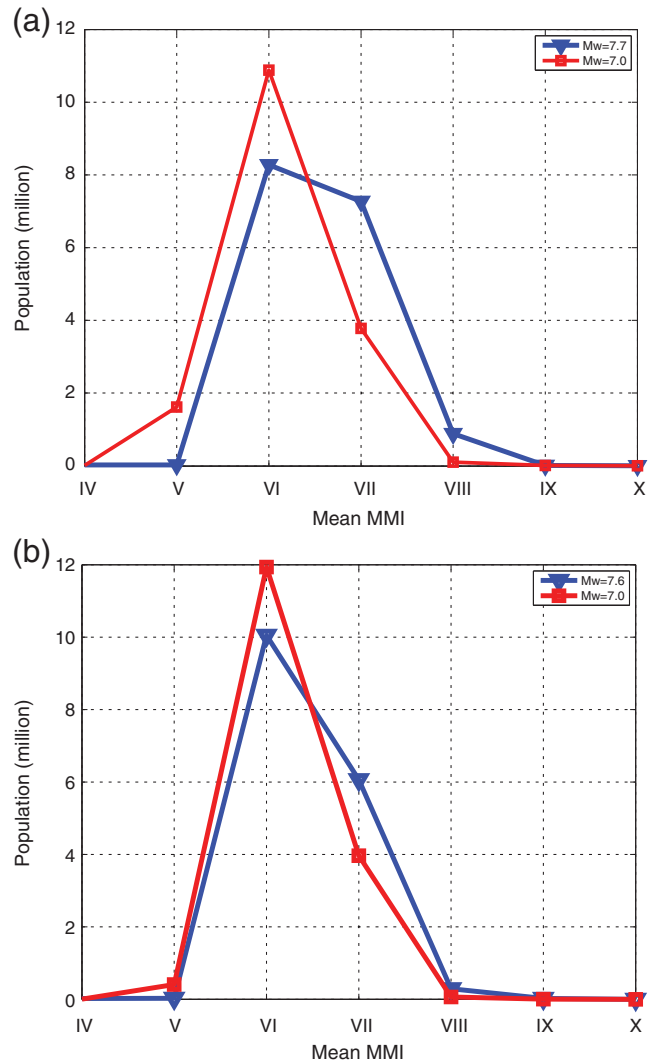 (a)
12
10
8
6
4
2
0
Population (million)
Mw=7.7
Mw=7.0
IV V VI VII VIII IX X
Mean MMI
(b)
12
10
8
6
4
2
0
Population (million)
Mw=7.6
Mw=7.0
IV V VI VII VIII IX X
Mean MMI